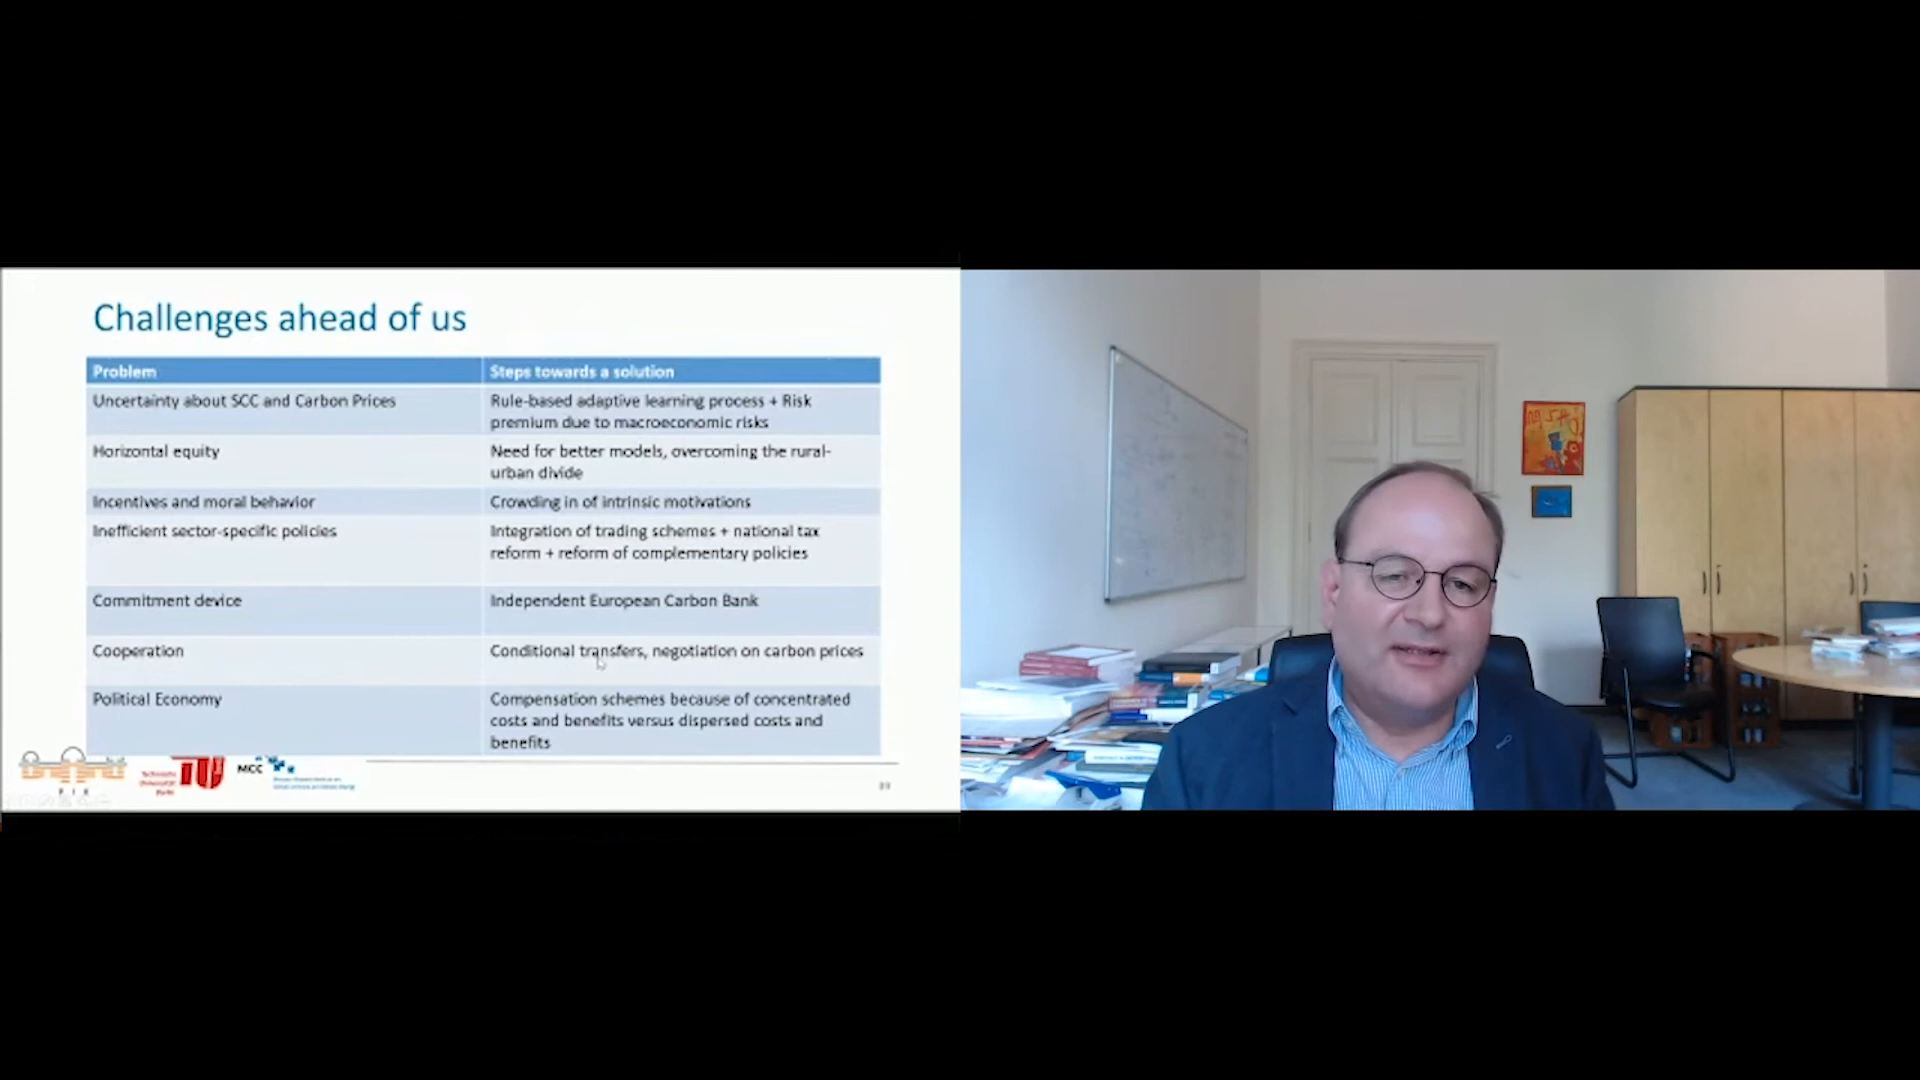 Challenges ahead of us
Problem
Steps towards a solution
Uncertainty about SCC and Carbon Prices
Rule-based adaptive learning process + Risk
premium due to macroeconomic risks
Horizontal equity
Need for better models, overcoming the rural-
urban divide
Incentives and moral behavior
Crowding in of intrinsic motivations
Inefficient sector-specific policies
Integration of trading schemes + national tax
reform + reform of complementary policies
Commitment device
Independent European Carbon Bank
Cooperation
Conditional transfers, negotiation on carbon prices
Political Economy
Compensation schemes because of concentrated
costs and benefits versus dispersed costs and
benefits
P I K
Technische
Universität
Berlin
MCC